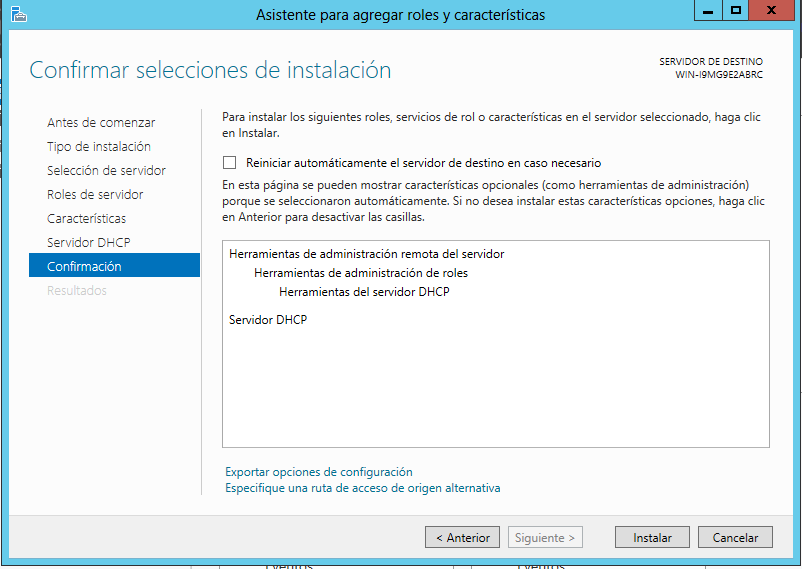 Asistente para agregar roles y características
Confirmar selecciones de instalación
SERVIDOR DE DESTINO
WIN-I9MG9E2ABRC
Antes de comenzar
Tipo de instalación
Selección de servidor
Roles de servidor
Características
Servidor DHCP
Confirmación
Resultados
Para instalar los siguientes roles, servicios de rol o características en el servidor seleccionado, haga clic
en Instalar.
Reiniciar automáticamente el servidor de destino en caso necesario
En esta página se pueden mostrar características opcionales (como herramientas de administración)
porque se seleccionaron automáticamente. Si no desea instalar estas características opciones, haga clic
en Anterior para desactivar las casillas.
Herramientas de administración remota del servidor
Herramientas de administración de roles
Herramientas del servidor DHCP
Servidor DHCP
Exportar opciones de configuración
Especifique una ruta de acceso de origen alternativa
< Anterior
Siguiente >
Instalar
Cancelar
Eventos
Eventos